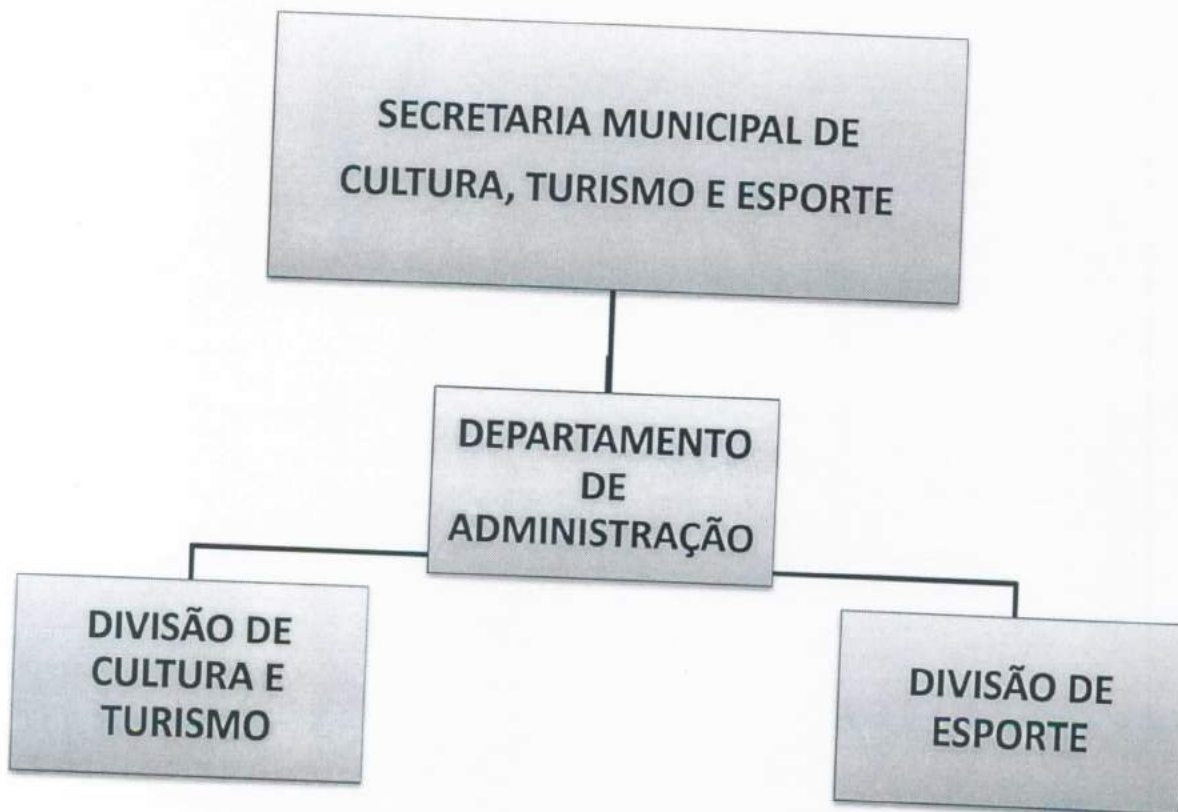 SECRETARIA MUNICIPAL DE
CULTURA, TURISMO E ESPORTE
DEPARTAMENTO
DE
ADMINISTRAÇÃO
DIVISÃO DE
CULTURA E
TURISMO
DIVISÃO DE
ESPORTE